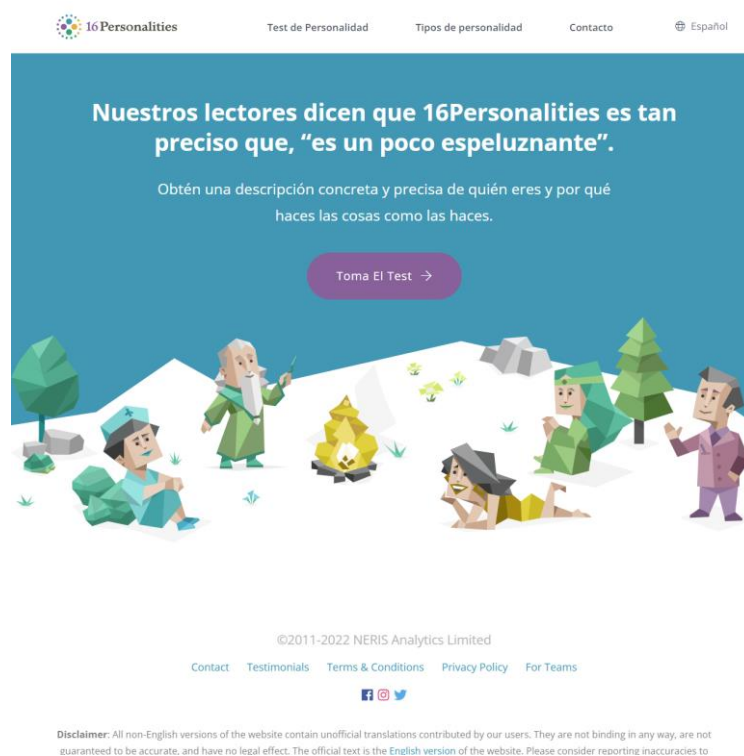 16Personalities
Test de Personalidad
Tipos de personalidad
Contacto
Español
Nuestros lectores dicen que 16Personalities es tan
preciso que, “es un poco espeluznante”.
Obtén una descripción concreta y precisa de quién eres y por qué
haces las cosas como las haces.
Toma El Test →
©2011-2022 NERIS Analytics Limited
Contact Testimonials Terms & Conditions Privacy Policy For Teams
Disclaimer: All non-English versions of the website contain unofficial translations contributed by our users. They are not binding in any way, are not
guaranteed to be accurate, and have no legal effect. The official text is the English version of the website. Please consider reporting inaccuracies to